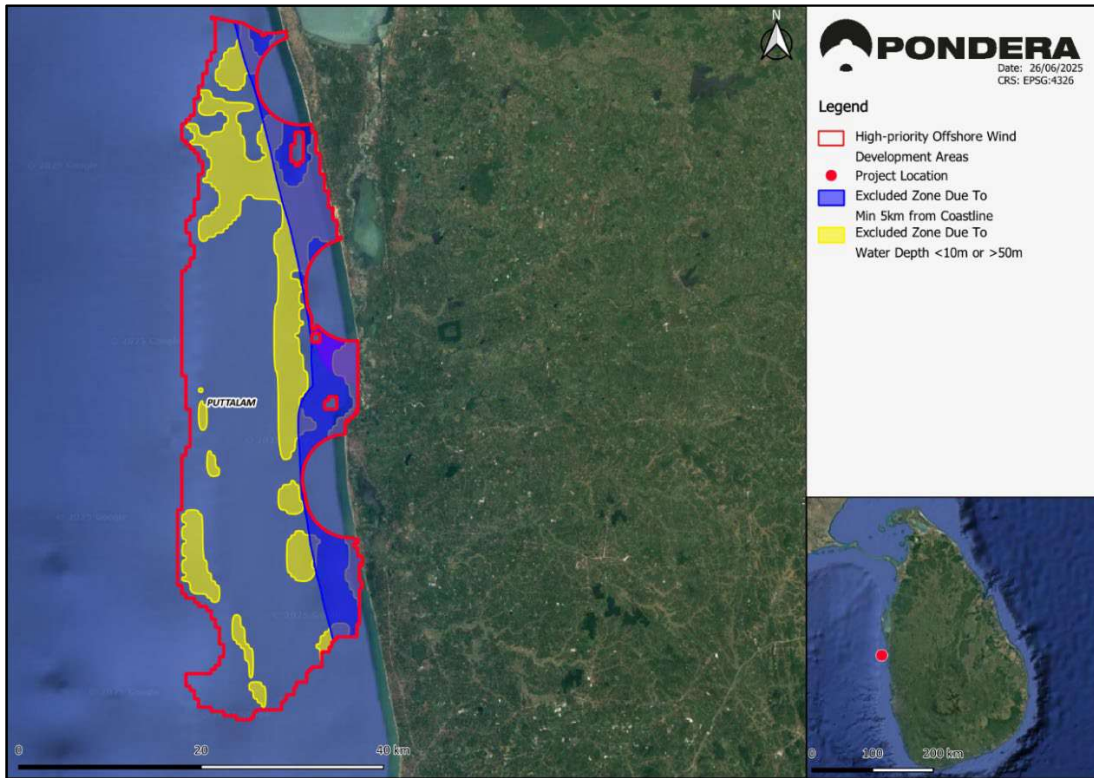 N
PONDERA
Date: 26/06/2025
CRS: EPSG:4326
Legend
High-priority Offshore Wind
Development Areas
Project Location
Excluded Zone Due To
Min 5km from Coastline
Excluded Zone Due To
Water Depth <10m or >50m
PUTTALAM
0 20 40 km
0 100 200 km